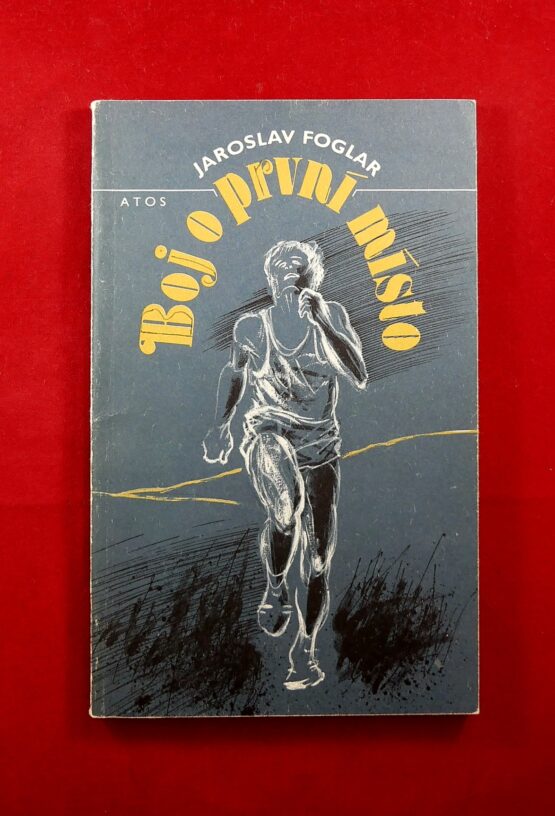 JAROSLAV FOGLAR
ATOS
Boj o první místo